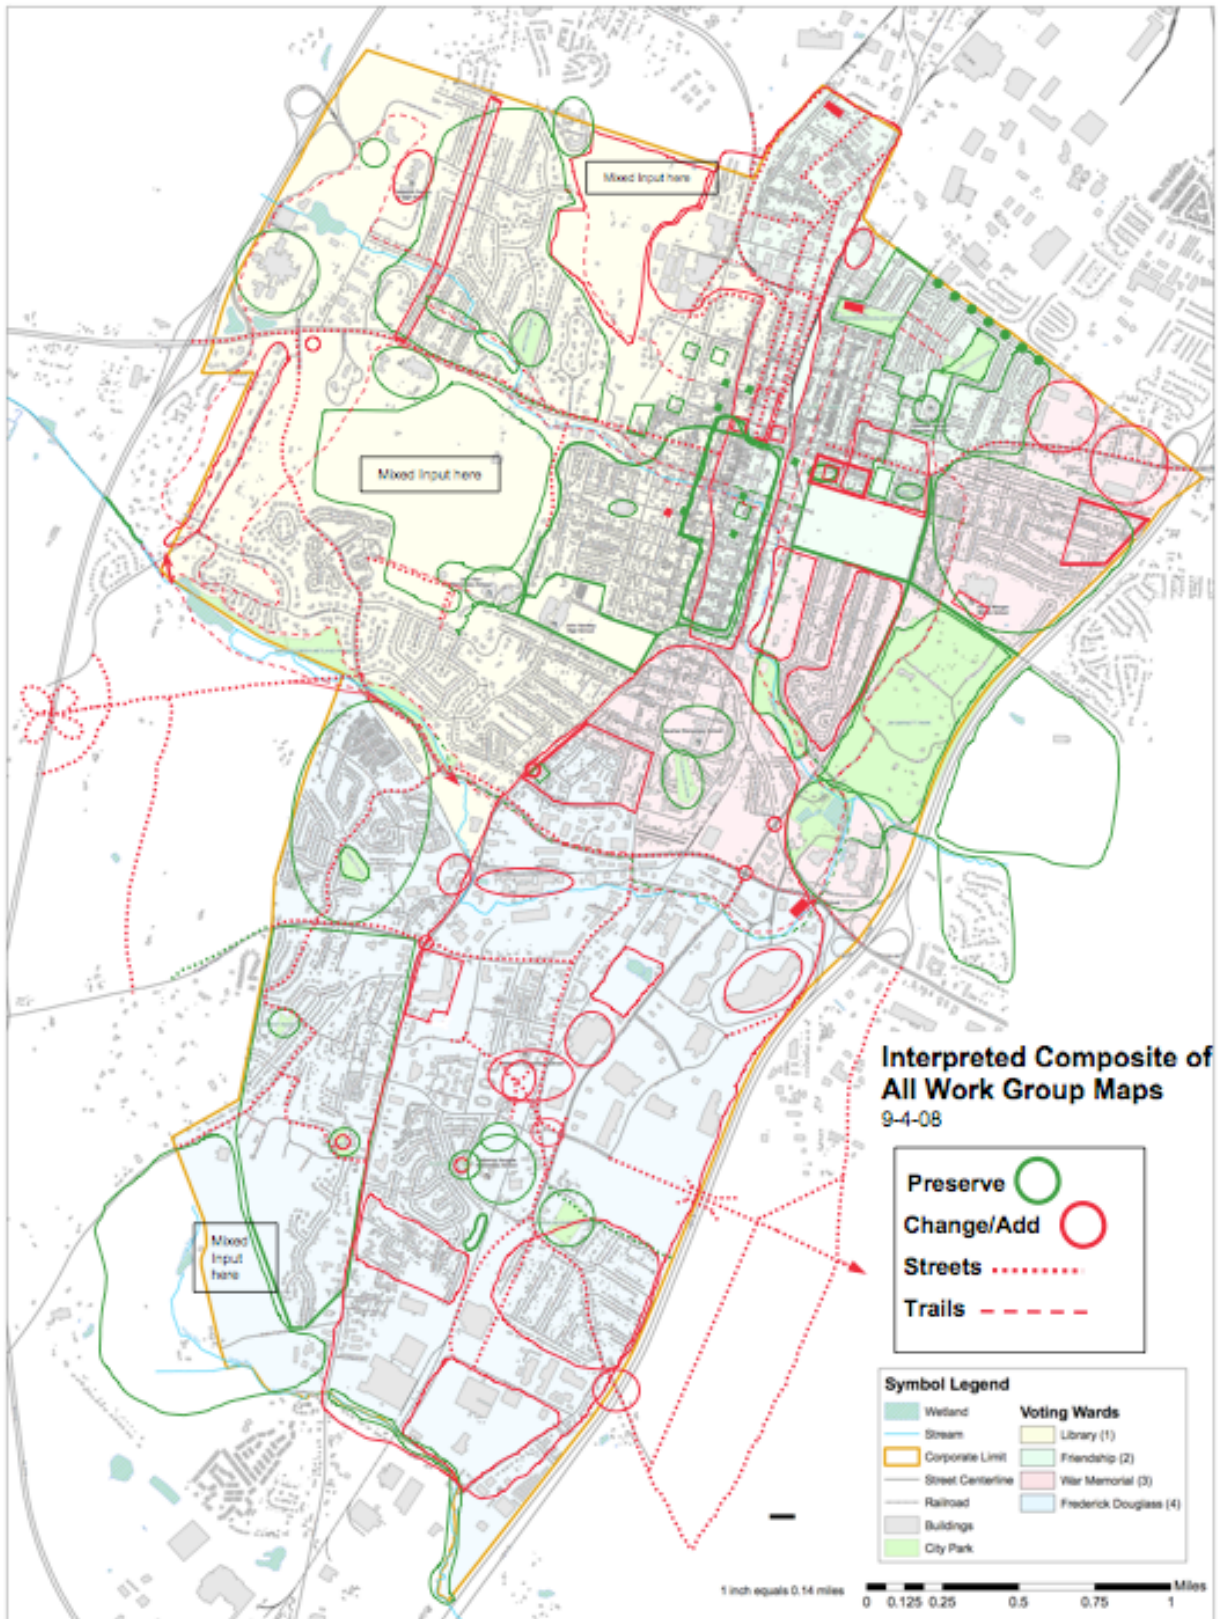 Mixed Input here
Mixed Input here
Mixed
Input
here
Interpreted Composite of
All Work Group Maps
9-4-08
Preserve
Change/Add
Streets
Trails
Symbol Legend
Wetland
Stream
Corporate Limit
Street Centerline
Railroad
Buildings
City Park
Voting Wards
Library (1)
Friendship (2)
War Memorial (3)
Frederick Douglass (4)
1 inch equals 0.14 miles
Miles
0 0.125 0.25 0.5 0.75 1